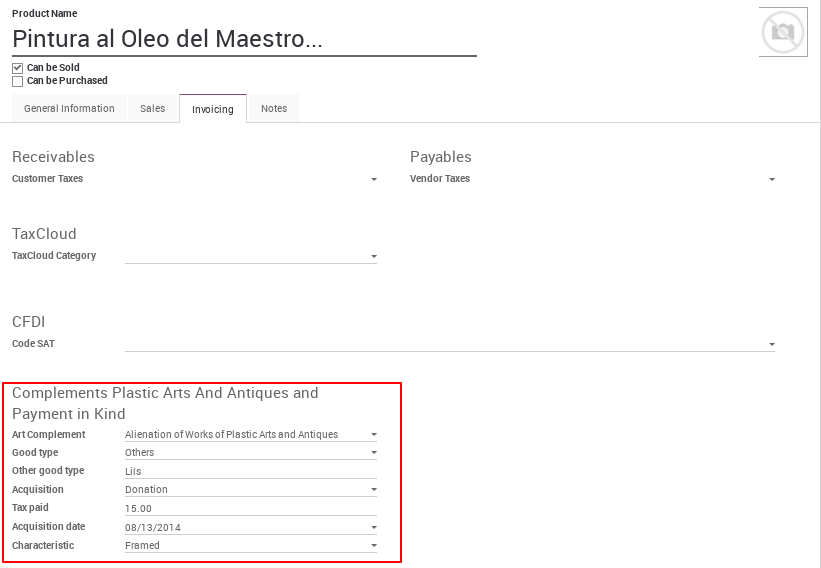 Product Name
Pintura al Oleo del Maestro...
Can be Sold
Can be Purchased
General Information Sales Invoicing Notes
Receivables Payables
Customer Taxes Vendor Taxes
TaxCloud
TaxCloud Category
CFDI
Code SAT
Complements Plastic Arts And Antiques and
Payment in Kind
Art Complement Alienation of Works of Plastic Arts and Antiques
Good type Others
Other good type Liís
Acquisition Donation
Tax paid 15.00
Acquisition date 08/13/2014
Characteristic Framed